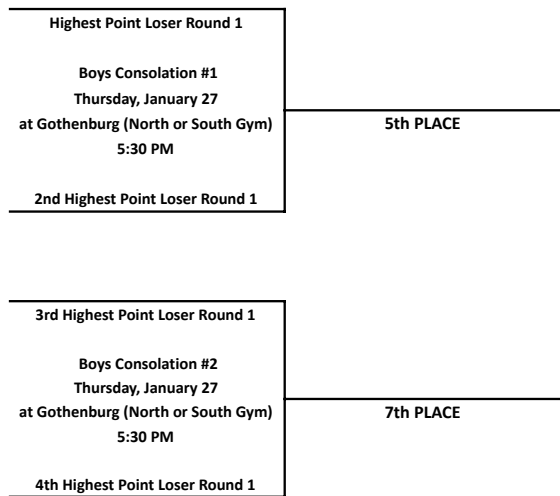 Highest Point Loser Round 1
Boys Consolation #1
Thursday, January 27
at Gothenburg (North or South Gym)
5th PLACE
5:30 PM
2nd Highest Point Loser Round 1
3rd Highest Point Loser Round 1
Boys Consolation #2
Thursday, January 27
at Gothenburg (North or South Gym)
7th PLACE
5:30 PM
4th Highest Point Loser Round 1